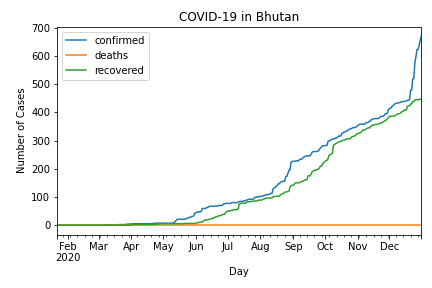 COVID-19 in Bhutan
confirmed
deaths
recovered
Number of Cases
700
600
500
400
300
200
100
0
Feb Mar Apr May Jun Jul Aug Sep Oct Nov Dec
2020
Day